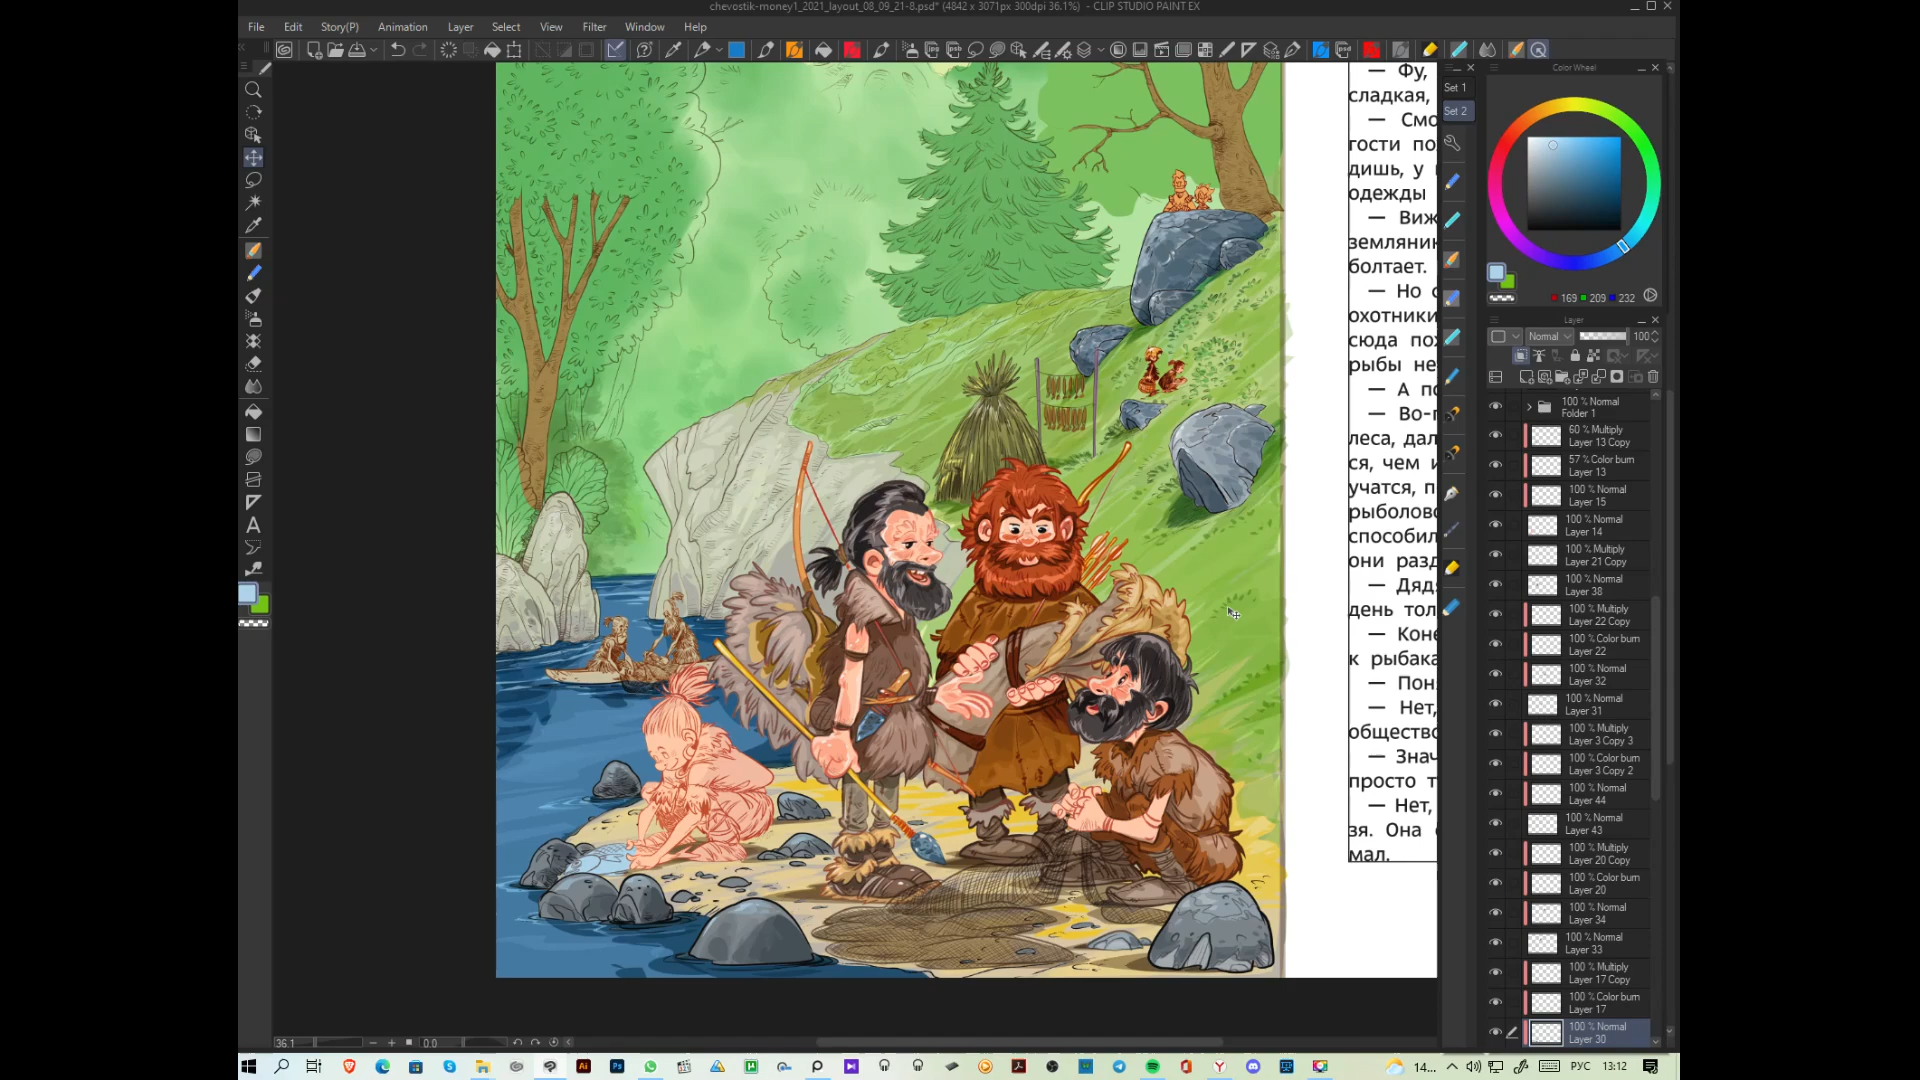 chevostik-money1_2021_layout_08_09_21-8.psd* (4842 x 3071px 300dpi 36.1%) - CLIP STUDIO PAINT EX
File Edit Story(P) Animation Layer Select View Filter Window Help
Color Wheel
Set 1
Set 2
169 209 232
Layer
Normal 100
100 % Normal
Folder 1
60 % Multiply
Layer 13 Copy
57 % Color burn
Layer 13
100 % Normal
Layer 15
100 % Normal
Layer 14
100 % Multiply
Layer 21 Copy
100 % Normal
Layer 38
100 % Multiply
Layer 22 Copy
100 % Color burn
Layer 22
100 % Normal
Layer 32
100 % Normal
Layer 31
100 % Multiply
Layer 3 Copy 3
100 % Color burn
Layer 3 Copy 2
100 % Normal
Layer 44
100 % Normal
Layer 43
100 % Multiply
Layer 20 Copy
100 % Color burn
Layer 20
100 % Normal
Layer 34
100 % Normal
Layer 33
100 % Multiply
Layer 17 Copy
100 % Color burn
Layer 17
100 % Normal
Layer 30
— Фу,
сладкая,
— Смо
гости по
дишь, у
одежды
— Виж
земляни
болтает.
— Но
охотники
сюда по
рыбы не
— А по
— Во-п
леса, дал
ся, чем и
учатся, п
рыболово
способил
они разд
— Дядя
день тол
— Коне
к рыбака
— Поня
— Нет,
общество
— Знач
просто т
— Нет,
зя. Она
мал.
36.1 0.0
14... РУС 13:12